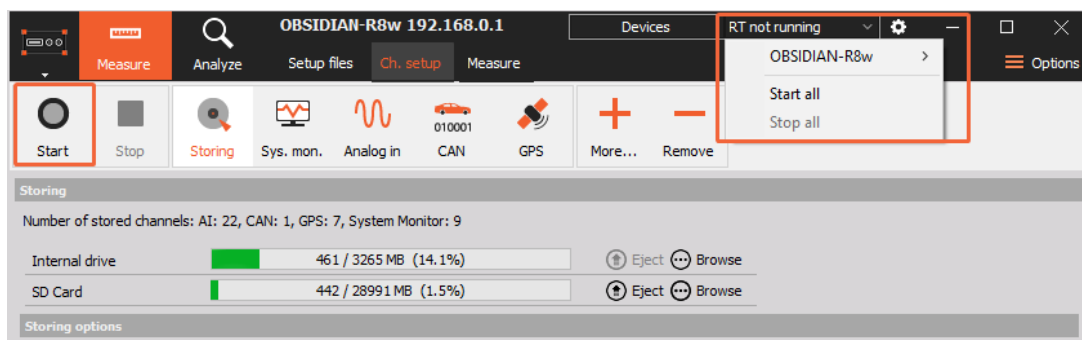 OBSIDIAN-R8w 192.168.0.1
Devices
RT not running
Measure
Analyze
Setup files
Ch. setup
Measure
Options
OBSIDIAN-R8w
Start all
Stop all
010001
Start
Stop
Storing
Sys. mon.
Analog in
CAN
GPS
More...
Remove
Storing
Number of stored channels: AI: 22, CAN: 1, GPS: 7, System Monitor: 9
Internal drive 461 / 3265 MB (14.1%) Eject Browse
SD Card 442 / 28991 MB (1.5%) Eject Browse
Storing options